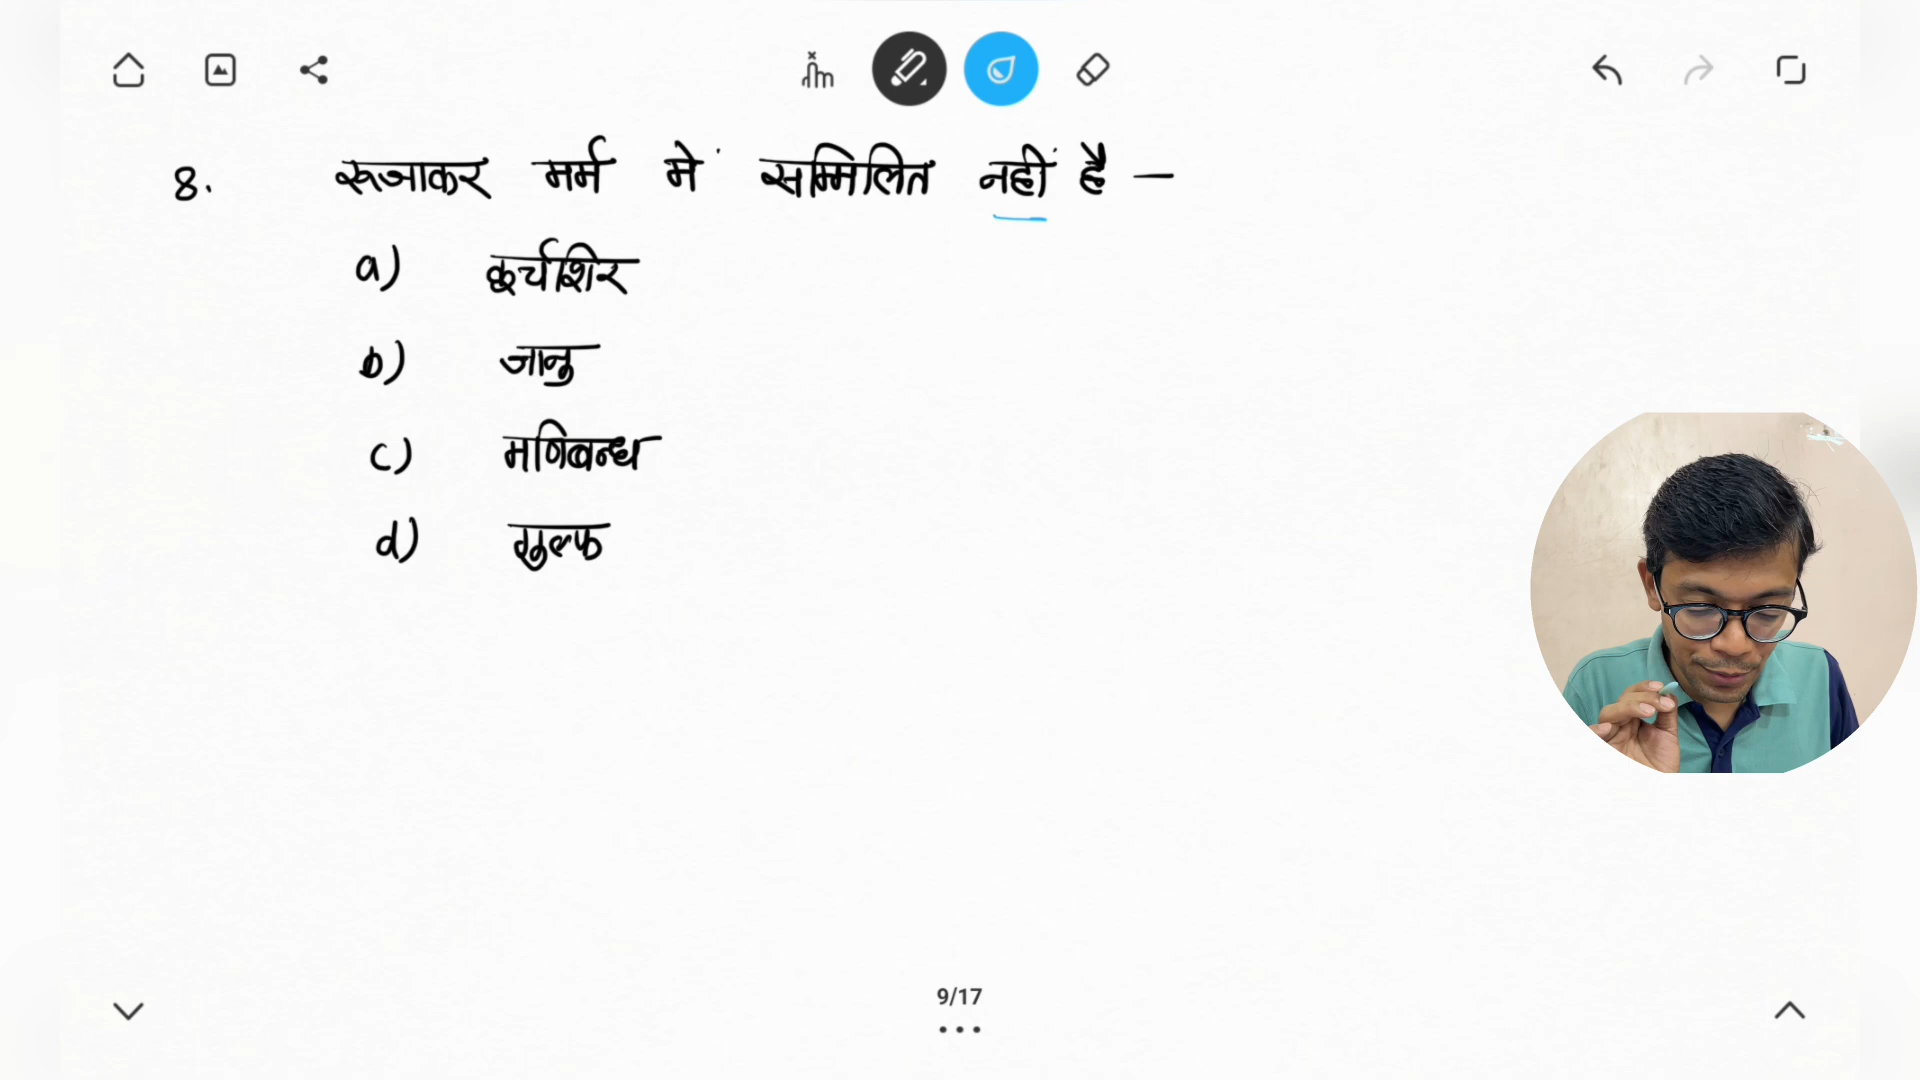 8. रूजाकर मर्म में सम्मिलित नहीं है –
a) कूर्चशिर
b) जानु
c) मणिबन्ध
d) गुल्फ
9/17